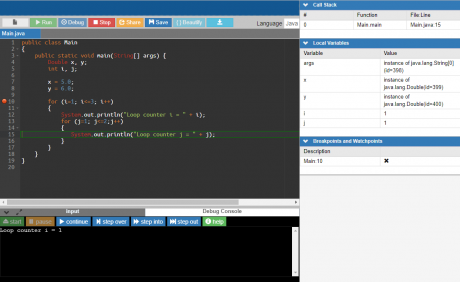 Run Debug Stop Share Save {} Beautify
Language Java
Main.java
1 public class Main
2 {
3 public static void main(String[] args) {
4 Double x, y;
5 int i, j;
6
7 x = 5.0;
8 y = 6.0;
9
10 for (i=1; i<=3; i++)
11 {
12 System.out.println("Loop counter i = " + i);
13 for (j=1; j<=2;j++)
14 {
15 System.out.println("Loop counter j = " + j);
16 }
17 }
18 }
19 }
20
input Debug Console
start pause continue step over step into step out help
Loop counter i = 1
Call Stack
# Function File:Line
0 Main main Main.java 15
Local Variables
Variable Value
args instance of java.lang.String[0]
(id=396)
x instance of
java.lang.Double(id=399)
y instance of
java.lang.Double(id=400)
i 1
j 1
Breakpoints and Watchpoints
Description
Main 10